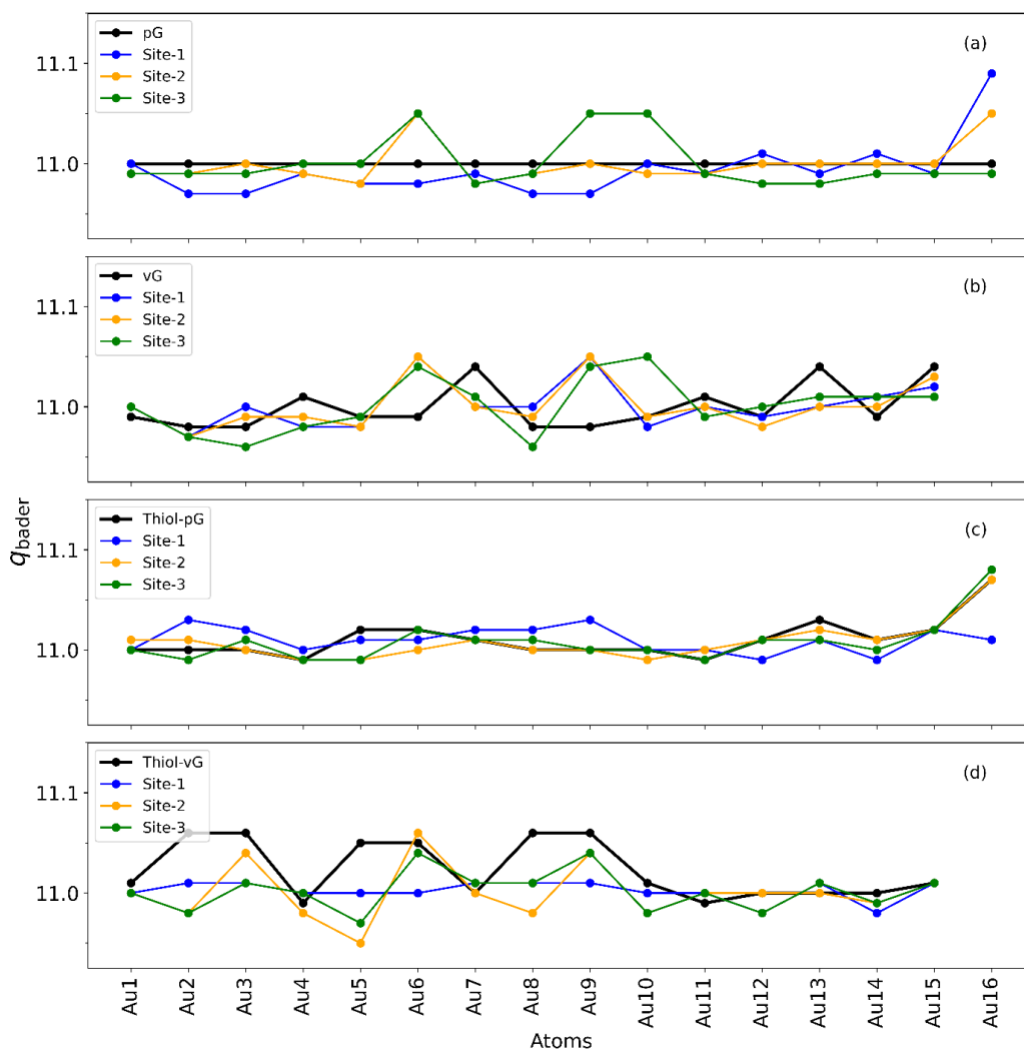 pG
Site-1
Site-2
Site-3
(a)
11.1
11.0
vG
Site-1
Site-2
Site-3
(b)
11.1
11.0
q_bader
Thiol-pG
Site-1
Site-2
Site-3
(c)
11.1
11.0
Thiol-vG
Site-1
Site-2
Site-3
(d)
11.1
11.0
Au1
Au2
Au3
Au4
Au5
Au6
Au7
Au8
Au9
Au10
Au11
Au12
Au13
Au14
Au15
Au16
Atoms